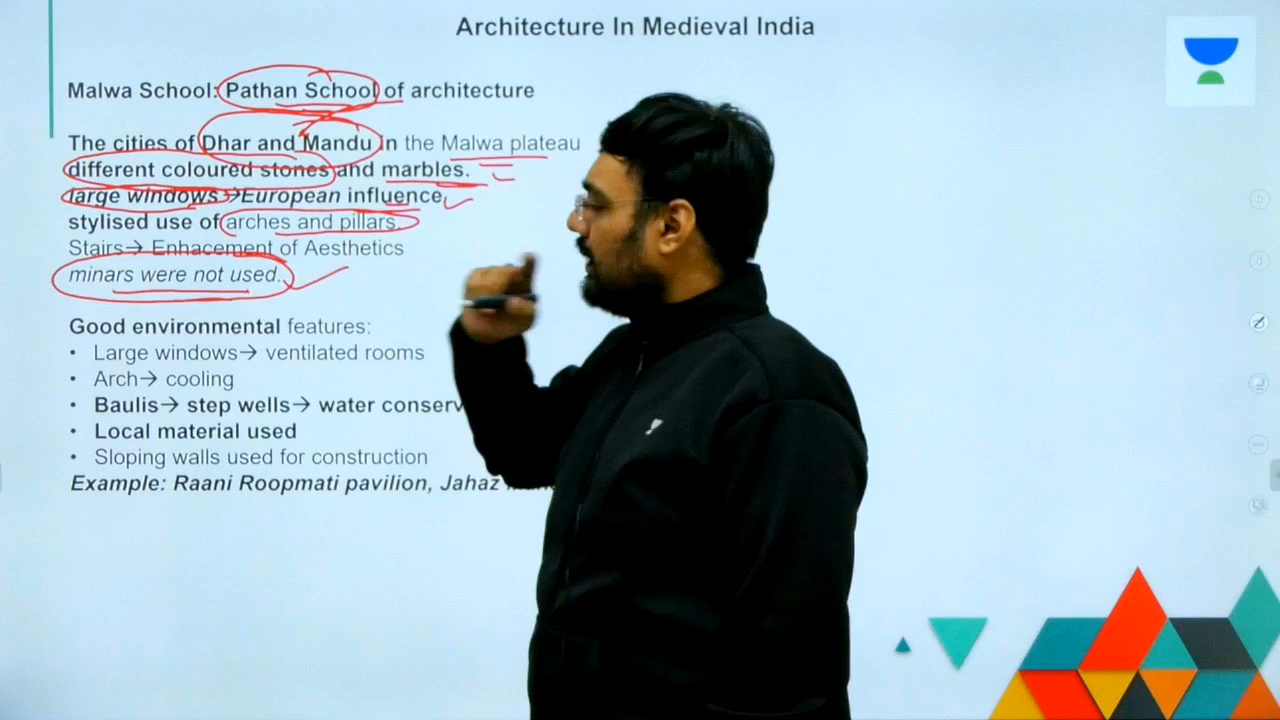 Architecture In Medieval India
Malwa School: Pathan School of architecture
The cities of Dhar and Mandu in the Malwa plateau
different coloured stones and marbles.
large windows→European influence
stylised use of arches and pillars.
Stairs→ Enhacement of Aesthetics
minars were not used.
Good environmental features:
• Large windows→ ventilated rooms
• Arch→ cooling
• Baulis→ step wells→ water conserv
• Local material used
• Sloping walls used for construction
Example: Raani Roopmati pavilion, Jahaz